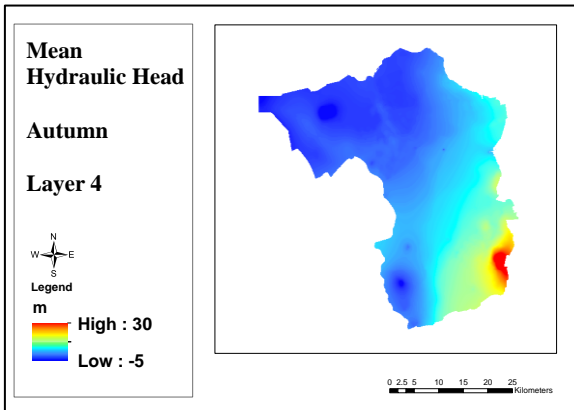 Mean
Hydraulic Head
Autumn
Layer 4
N
W E
S
Legend
m
High : 30
Low : -5
0 2.5 5 10 15 20 25
Kilometers